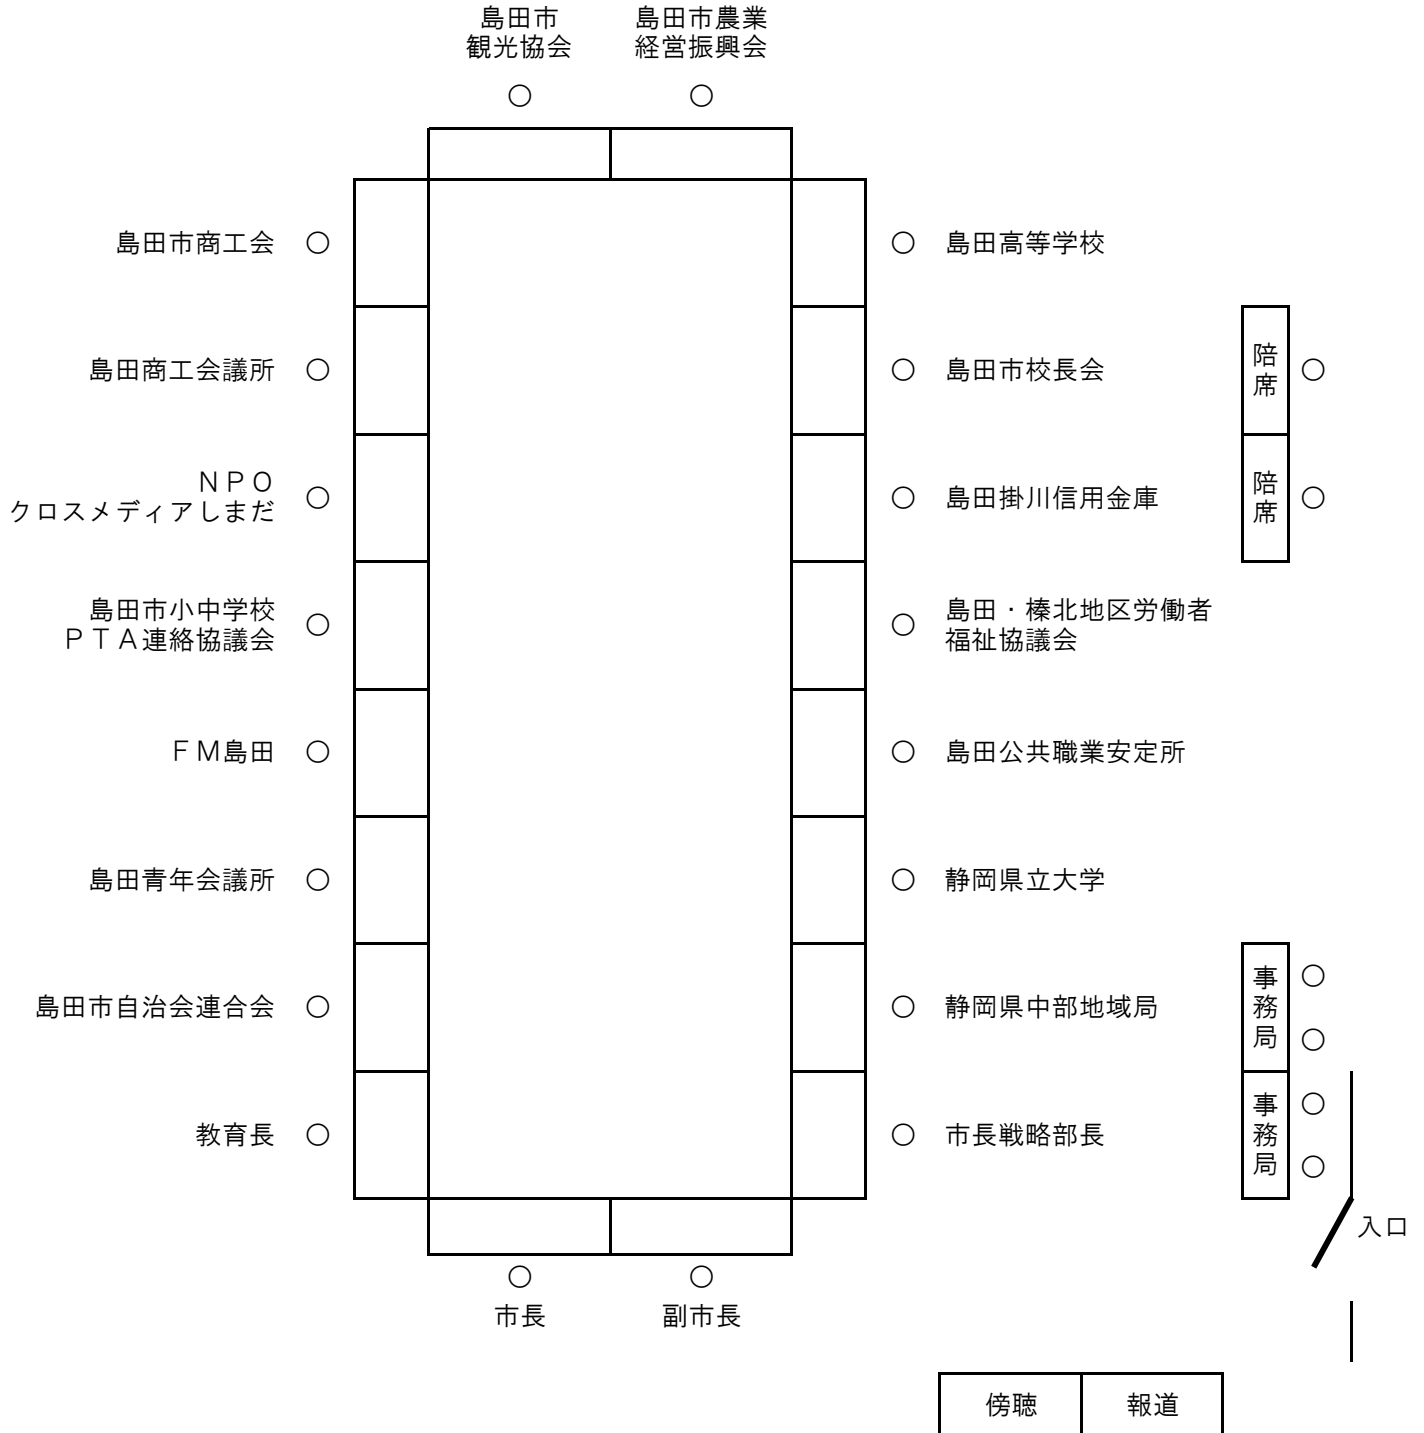 島田市
観光協会
島田市農業
経営振興会
○
○
島田市商工会 ○
○ 島田高等学校
島田商工会議所 ○
○ 島田市校長会
陪席
○
ＮＰＯ
クロスメディアしまだ
○
○ 島田掛川信用金庫
陪席
○
島田市小中学校
ＰＴＡ連絡協議会
○
○
島田・榛北地区労働者
福祉協議会
ＦＭ島田 ○
○ 島田公共職業安定所
島田青年会議所 ○
○ 静岡県立大学
島田市自治会連合会 ○
○ 静岡県中部地域局
事務局
○
○
教育長 ○
○ 市長戦略部長
事務局
○
○
入口
○
○
市長
副市長
傍聴
報道